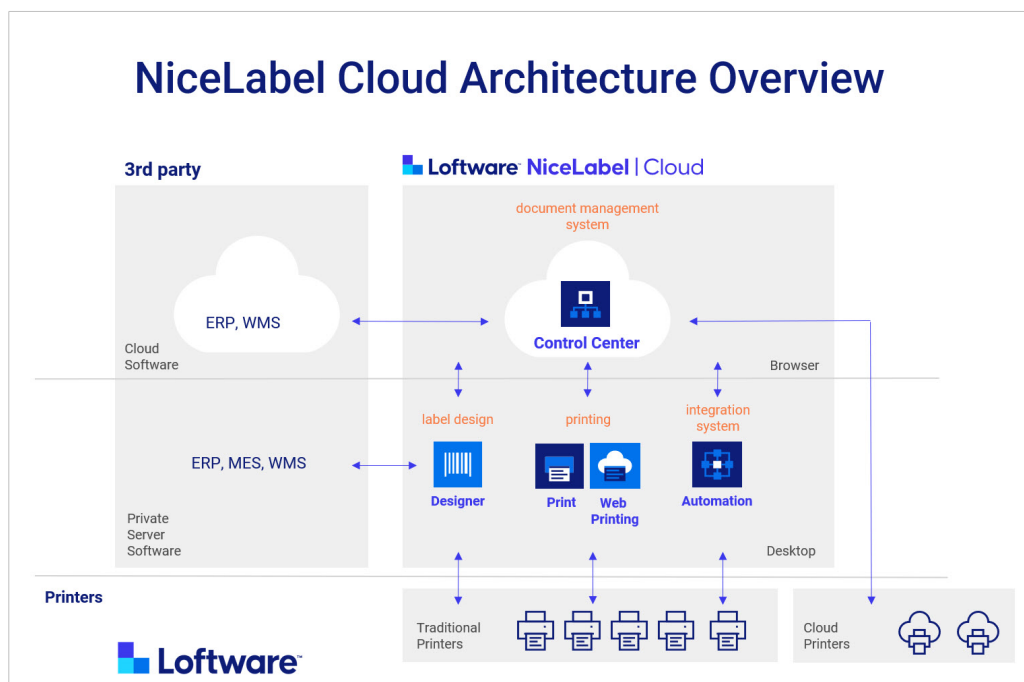 NiceLabel Cloud Architecture Overview
3rd party
Loftware NiceLabel | Cloud
document management
system
ERP, WMS
Control Center
Cloud
Software
Browser
label design
printing
integration
system
ERP, MES, WMS
Designer
Print
Web
Printing
Automation
Private
Server
Software
Desktop
Printers
Traditional
Printers
Cloud
Printers
Loftware™